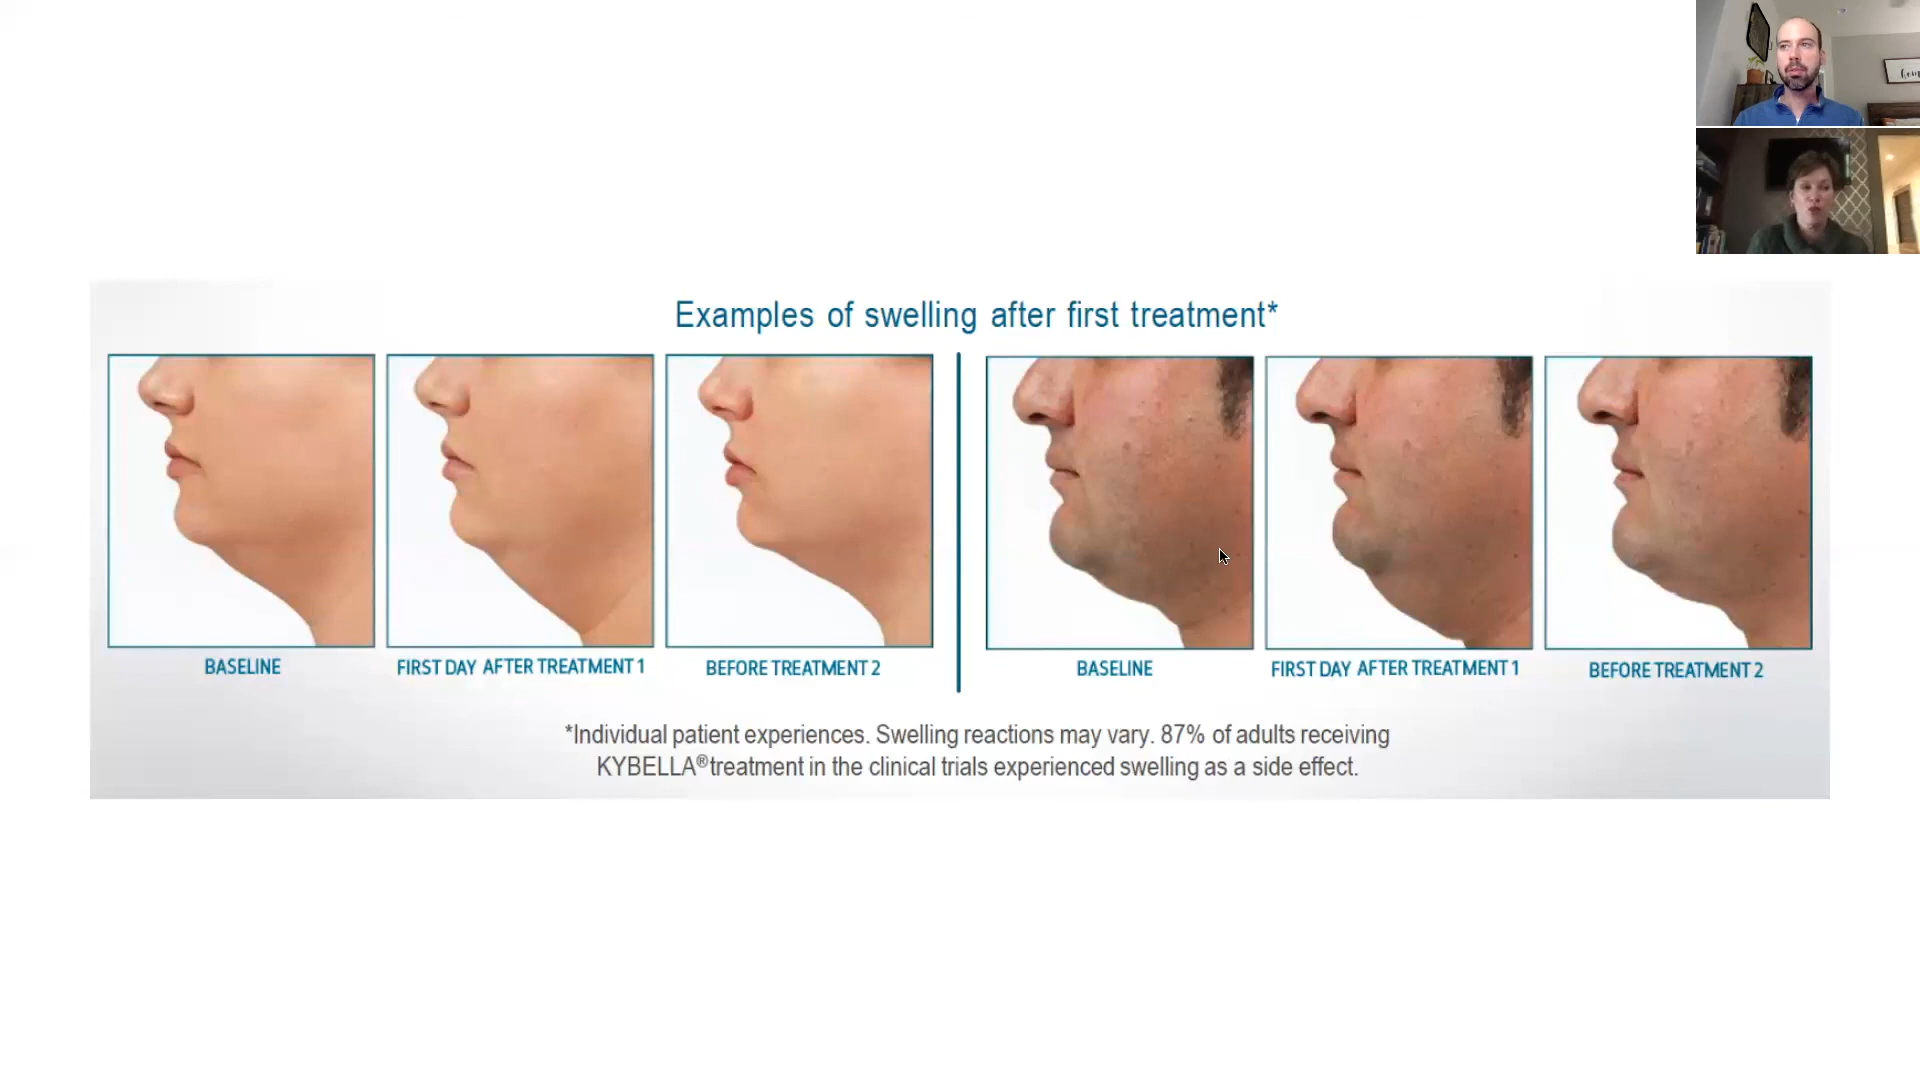 Examples of swelling after first treatment*
BASELINE
FIRST DAY AFTER TREATMENT 1
BEFORE TREATMENT 2
BASELINE
FIRST DAY AFTER TREATMENT 1
BEFORE TREATMENT 2
*Individual patient experiences. Swelling reactions may vary. 87% of adults receiving
KYBELLA® treatment in the clinical trials experienced swelling as a side effect.